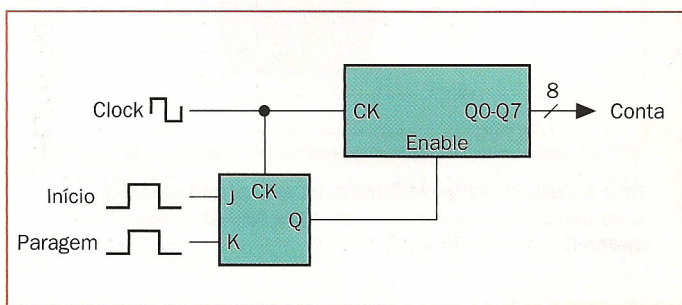 8
Clock CK Q0-Q7 Conta
Enable
Início J CK
Q
Paragem K